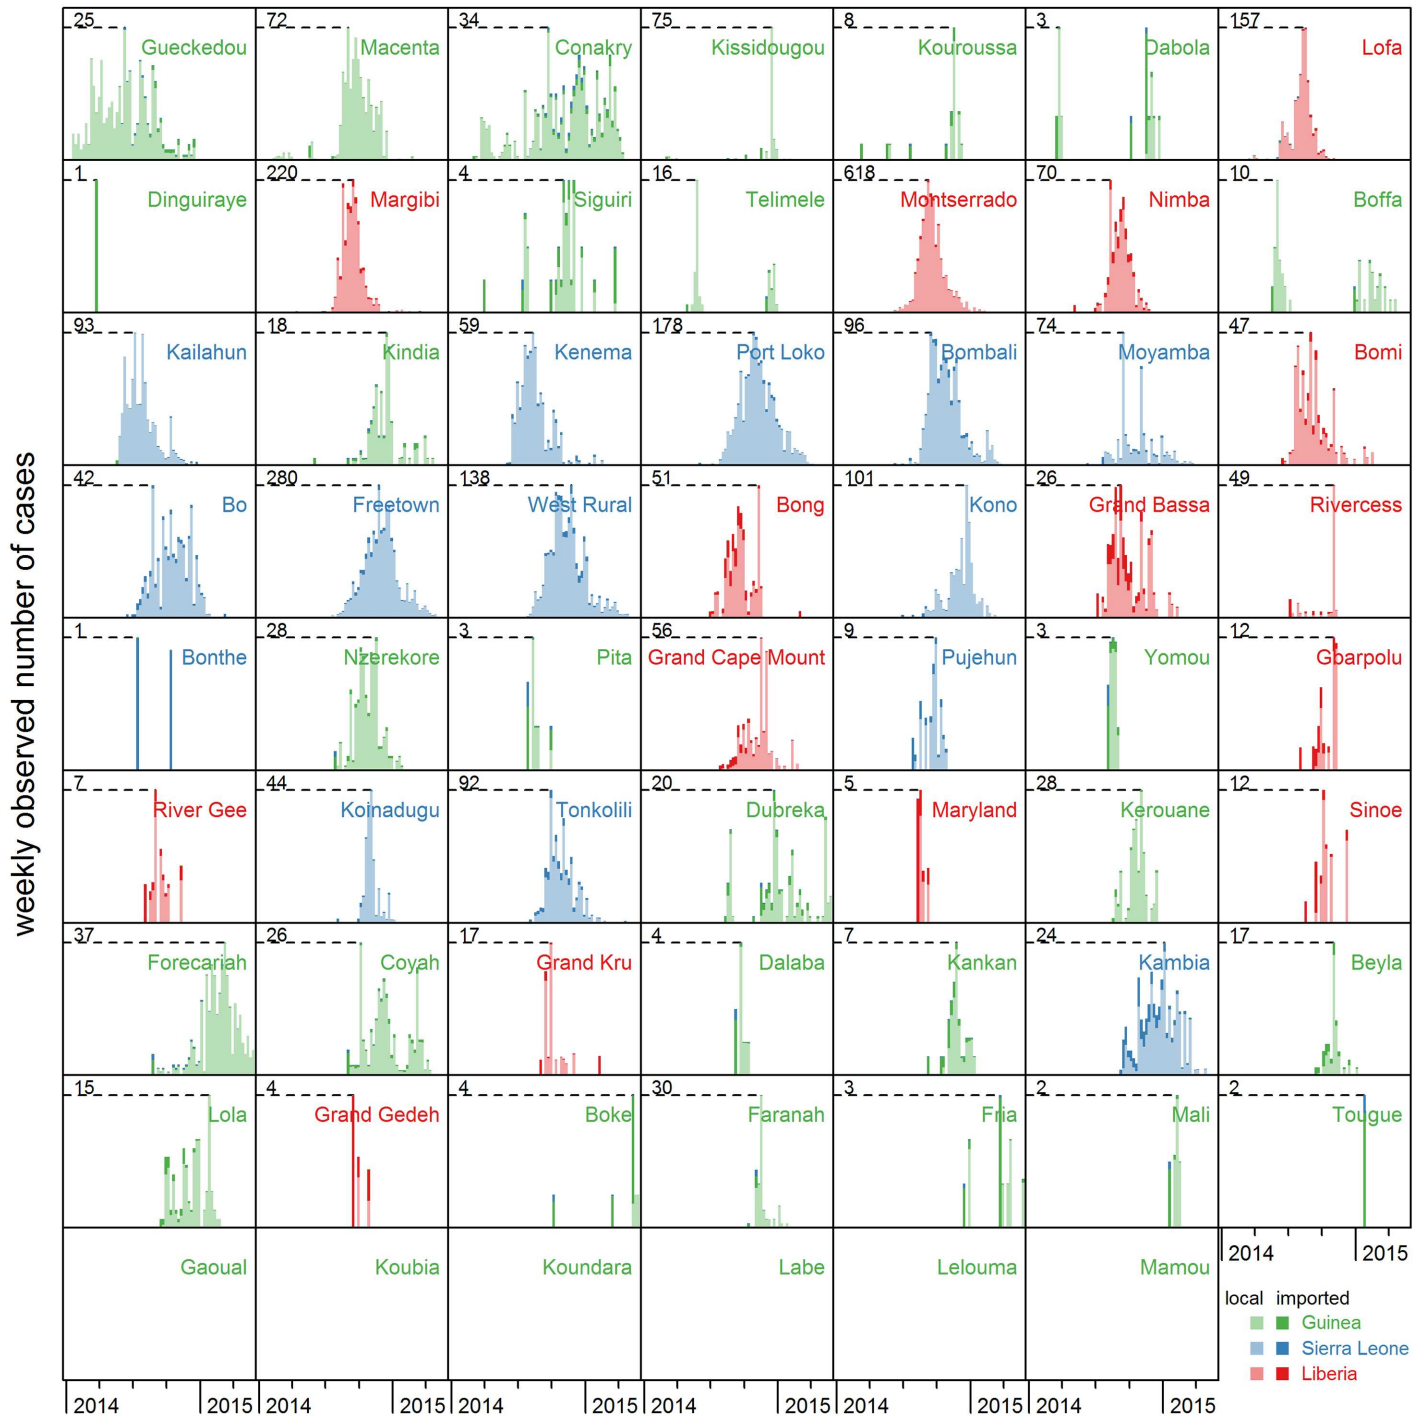 weekly observed number of cases
25 Gueckedou
72 Macenta
34 Conakry
75 Kissidougou
8 Kouroussa
3 Dabola
157 Lofa
1 Dinguiraye
220 Margibi
4 Siguiri
16 Telimele
618 Montserrado
70 Nimba
10 Boffa
93 Kailahun
18 Kindia
59 Kenema
178 Port Loko
96 Bombali
74 Moyamba
47 Bomi
42 Bo
280 Freetown
138 West Rural
51 Bong
101 Kono
26 Grand Bassa
49 Rivercess
1 Bonthe
28 Nzerekore
3 Pita
56 Grand Cape Mount
9 Pujehun
3 Yomou
12 Gbarpolu
7 River Gee
44 Koinadugu
92 Tonkolili
20 Dubreka
5 Maryland
28 Kerouane
12 Sinoe
37 Forecariah
26 Coyah
17 Grand Kru
4 Dalaba
7 Kankan
24 Kambia
17 Beyla
15 Lola
4 Grand Gedeh
4 Boke
30 Faranah
3 Fria
2 Mali
2 Tougue
Gaoual
Koubia
Koundara
Labe
Lelouma
Mamou
2014 2015
local imported
Guinea
Sierra Leone
Liberia
2014 2015 2014 2015 2014 2015 2014 2015 2014 2015 2014 2015